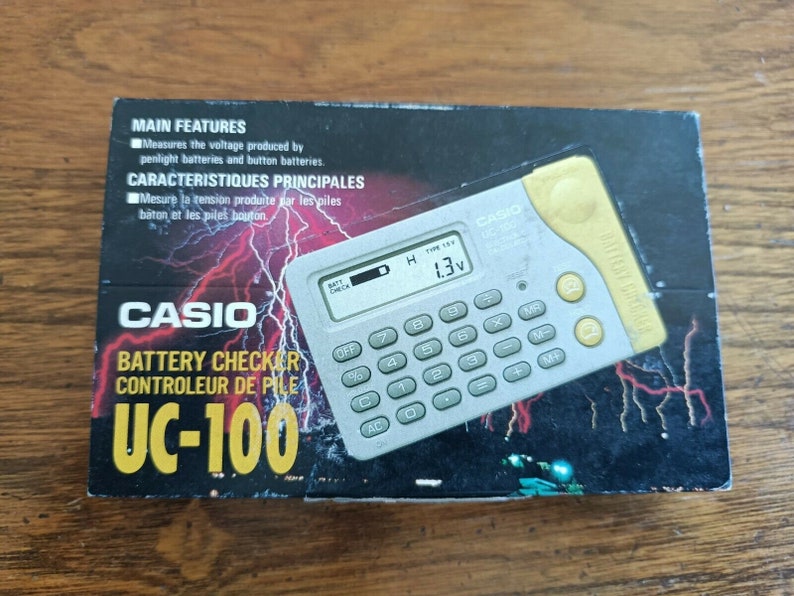 MAIN FEATURES
Measures the voltage produced by
penlight batteries and button batteries.
CARACTERISTIQUES PRINCIPALES
Mesure la tension produite par les piles
bâton et les piles bouton.
CASIO
BATTERY CHECKER
CONTROLEUR DE PILE
UC-100
CASIO
UC-100
BATT
CHECK
H
TYPE 1.5 V
1.3V
BATTERY CHECKER
OFF 7 8 9 ÷ MR
% 4 5 6 × M−
C 1 2 3 − M+
AC 0 · = +
ON